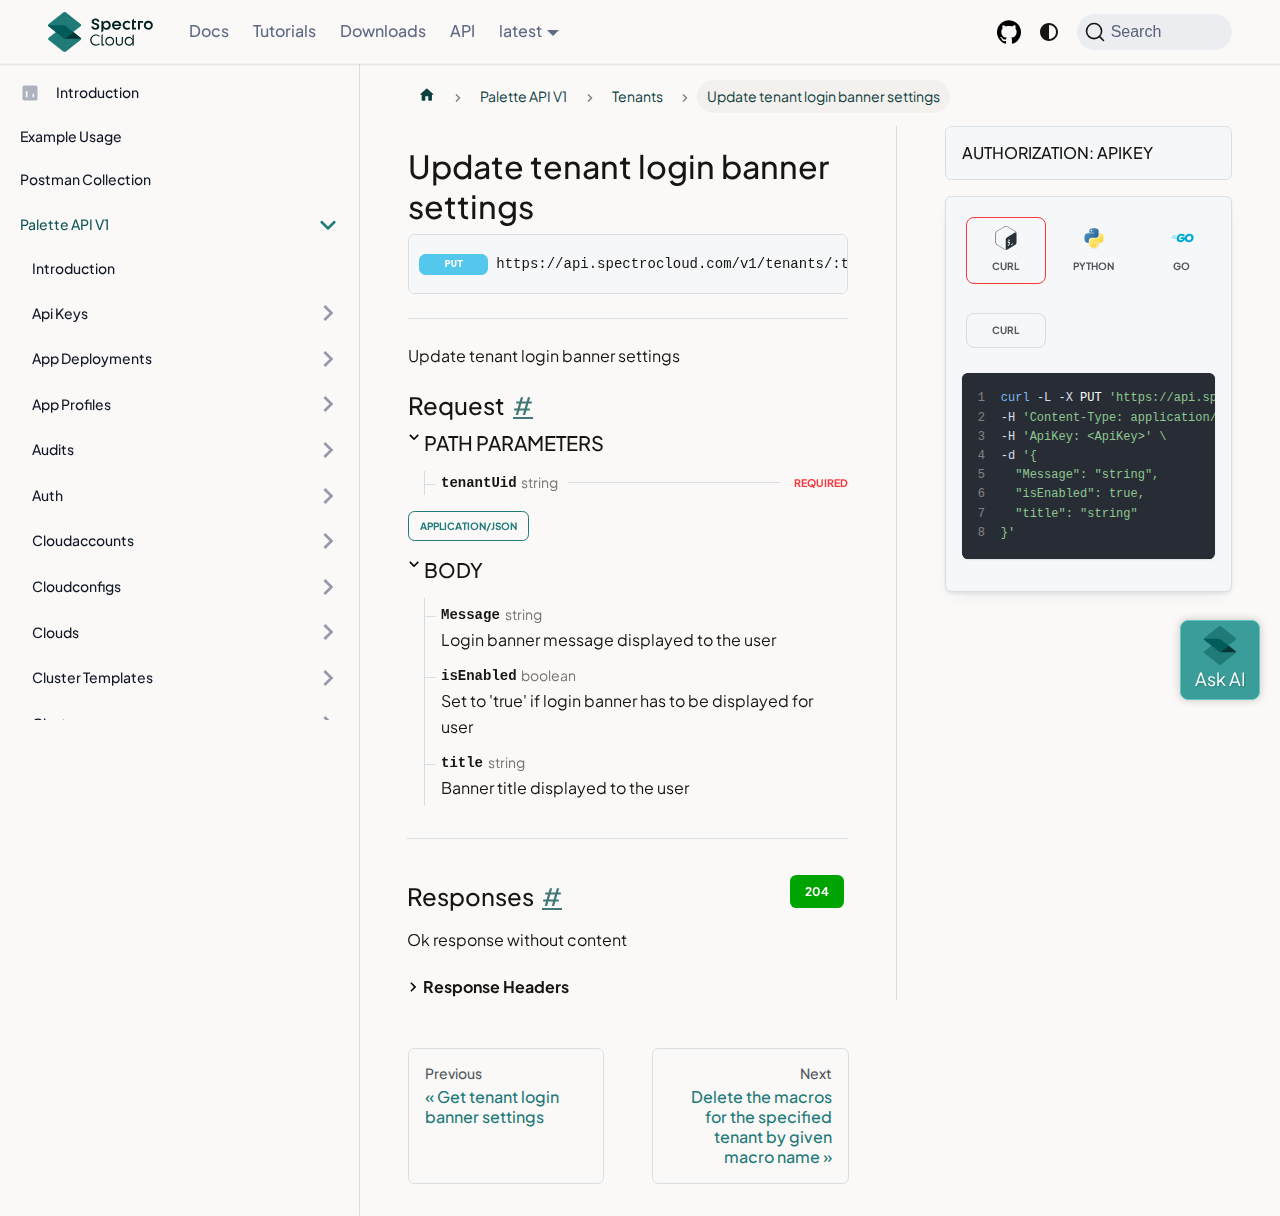 Spectro
Cloud
Docs
Tutorials
Downloads
API
latest
Search
Introduction
Example Usage
Postman Collection
Palette API V1
Introduction
Api Keys
App Deployments
App Profiles
Audits
Auth
Cloudaccounts
Cloudconfigs
Clouds
Cluster Templates
Palette API V1
Tenants
Update tenant login banner settings
Update tenant login banner
settings
PUT https://api.spectrocloud.com/v1/tenants/:t
Update tenant login banner settings
Request #
PATH PARAMETERS
tenantUid string REQUIRED
APPLICATION/JSON
BODY
Message string
Login banner message displayed to the user
isEnabled boolean
Set to 'true' if login banner has to be displayed for
user
title string
Banner title displayed to the user
Responses #
204
Ok response without content
Response Headers
Previous
« Get tenant login
banner settings
Next
Delete the macros
for the specified
tenant by given
macro name »
AUTHORIZATION: APIKEY
CURL
PYTHON
GO
GO
CURL
1 curl -L -X PUT 'https://api.sp
2 -H 'Content-Type: application/
3 -H 'ApiKey: <ApiKey>' \
4 -d '{
5 "Message": "string",
6 "isEnabled": true,
7 "title": "string"
8 }'
Ask AI